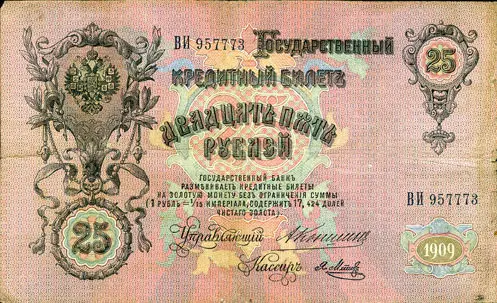 ВИ 957773 Государственный 25
Кредитный Билетъ
Двадцать пять
рублей
Государственный Банкъ
размѣниваетъ кредитные билеты
на золотую монету безъ ограниченія суммы
(1 рубль = 1/15 имперіала, содержитъ 17,424 долей
чистаго золота).
ВИ 957773
Управляющій
25
1909
Кассиръ